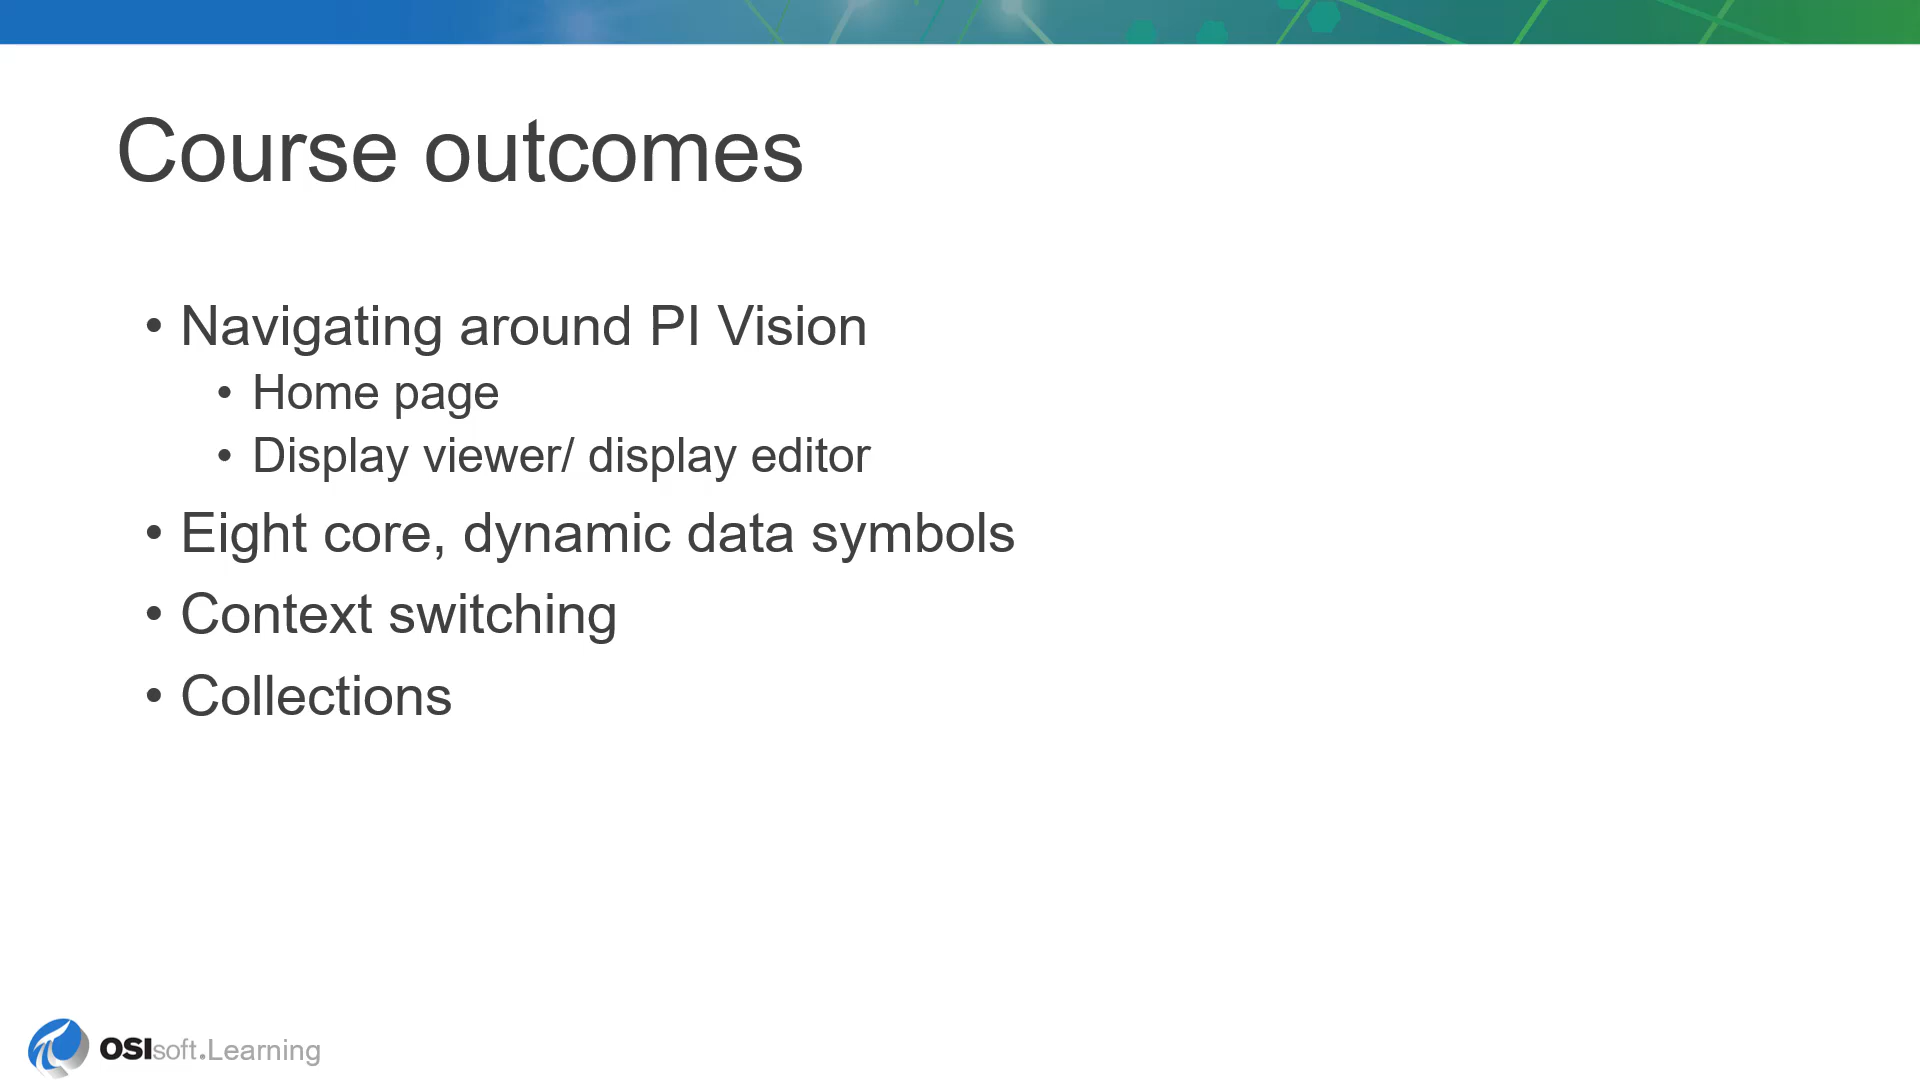 Course outcomes
• Navigating around PI Vision
• Home page
• Display viewer/ display editor
• Eight core, dynamic data symbols
• Context switching
• Collections
OSIsoft.Learning